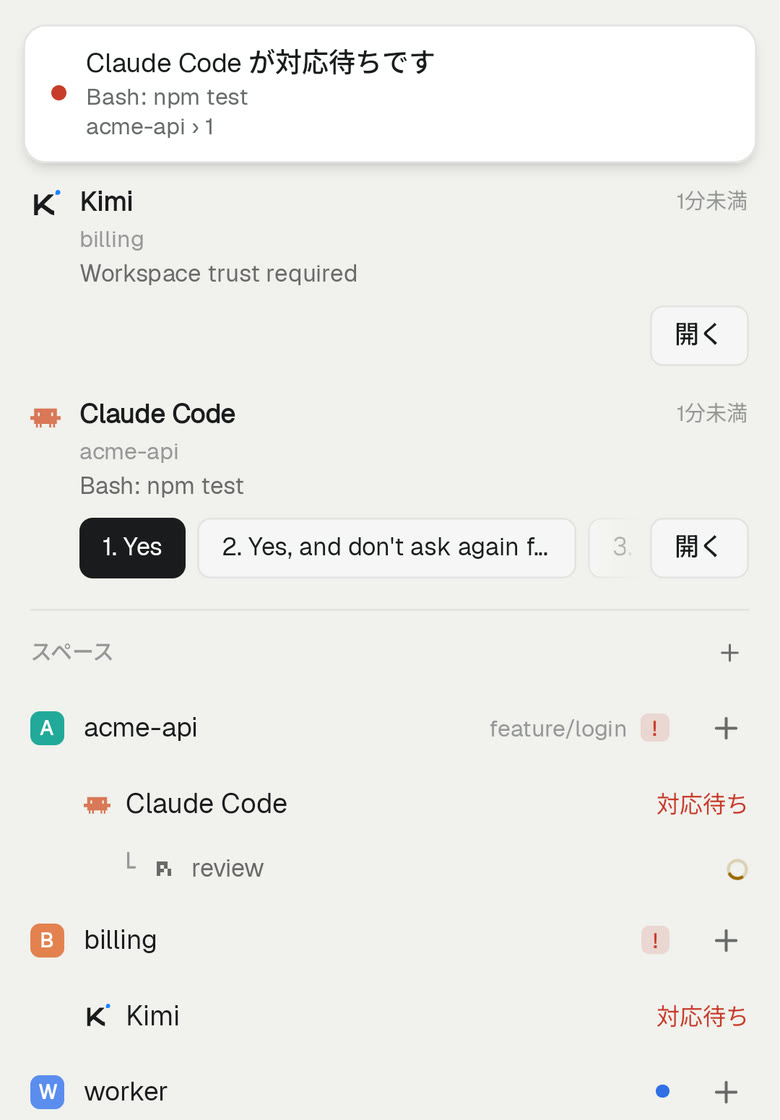 Claude Code が対応待ちです
Bash: npm test
acme-api › 1
Kimi 1分未満
billing
Workspace trust required
開く
Claude Code 1分未満
acme-api
Bash: npm test
1. Yes 2. Yes, and don't ask again f... 3. 開く
スペース +
A acme-api feature/login ! +
Claude Code 対応待ち
└ review
B billing ! +
Kimi 対応待ち
W worker +